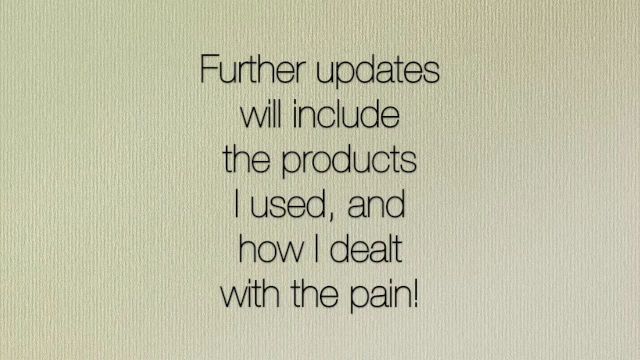 Further updates
will include
the products
I used, and
how I dealt
with the pain!